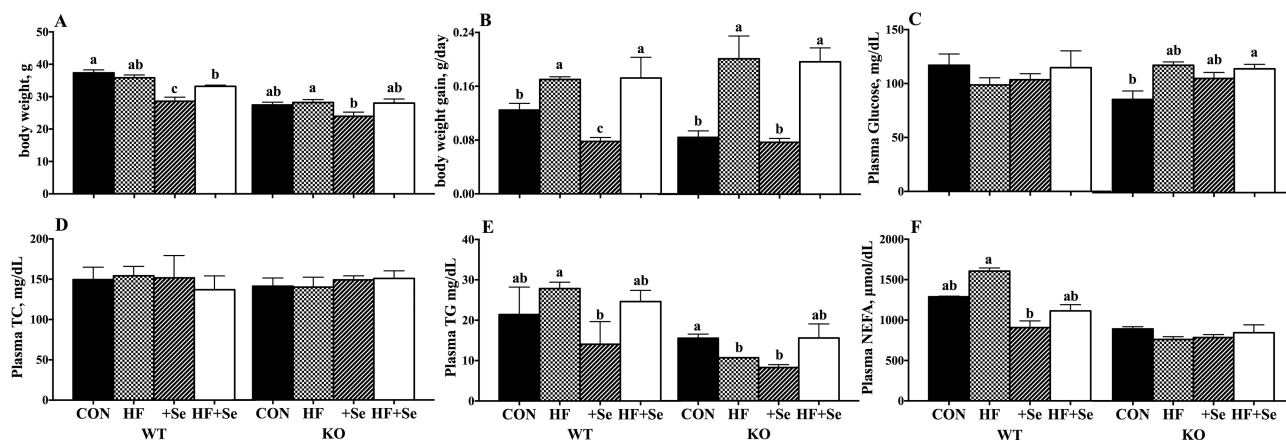 A
body weight, g
50
40
30
20
10
0
a
ab
c
b
ab
a
b
ab
B
body weight gain, g/day
0.24
0.16
0.08
0.00
b
a
c
a
b
a
b
a
C
Plasma Glucose, mg/dL
150
100
50
0
b
ab
ab
a
D
Plasma TC, mg/dL
200
150
100
50
0
CON HF +Se HF+Se CON HF +Se HF+Se
WT KO
E
Plasma TG mg/dL
40
30
20
10
0
ab
a
b
ab
a
b
b
ab
CON HF +Se HF+Se CON HF +Se HF+Se
WT KO
F
Plasma NEFA, µmol/dL
2000
1500
1000
500
0
ab
a
b
ab
CON HF +Se HF+Se CON HF +Se HF+Se
WT KO